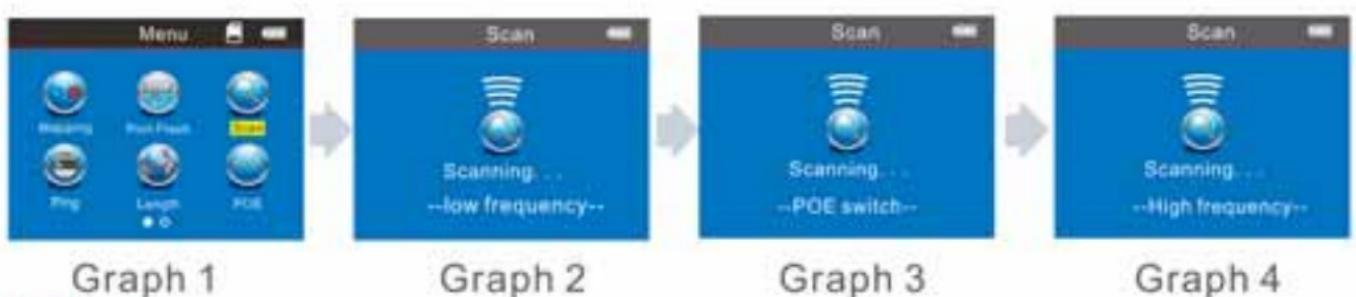 Menu
Mapping
Port Flash
Scan
Ping
Length
POE
Graph 1
Scan
Scanning. . .
--low frequency--
Graph 2
Scan
Scanning. . .
--POE switch--
Graph 3
Scan
Scanning. . .
--High frequency--
Graph 4